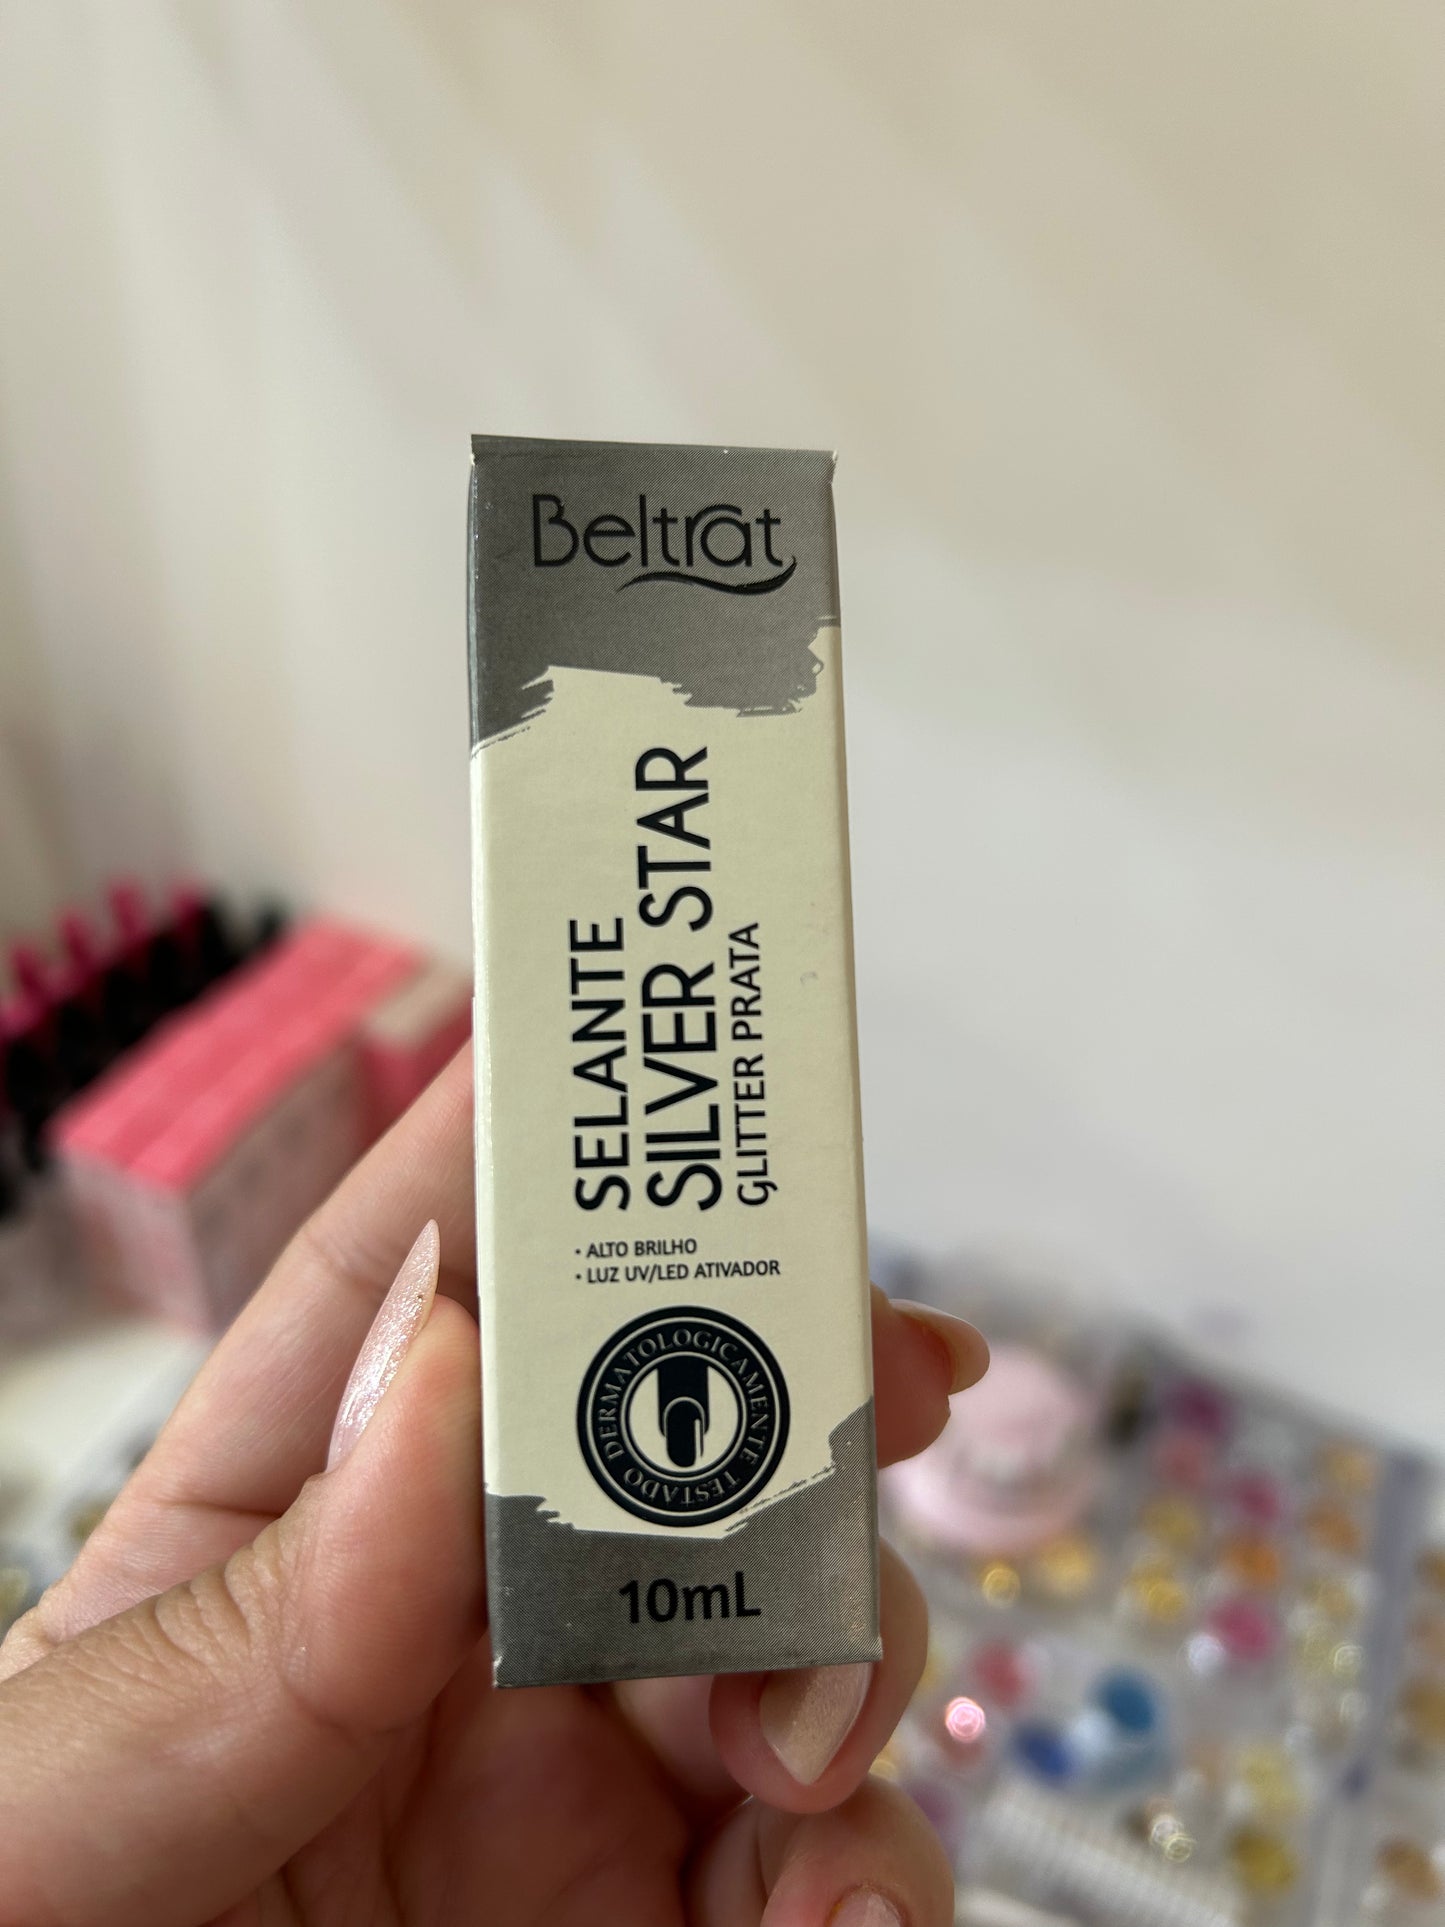 Beltrat
SELANTE
SILVER STAR
GLITTER PRATA
• ALTO BRILHO
• LUZ UV/LED ATIVADOR
DERMATOLOGICAMENTE TESTADO
10mL